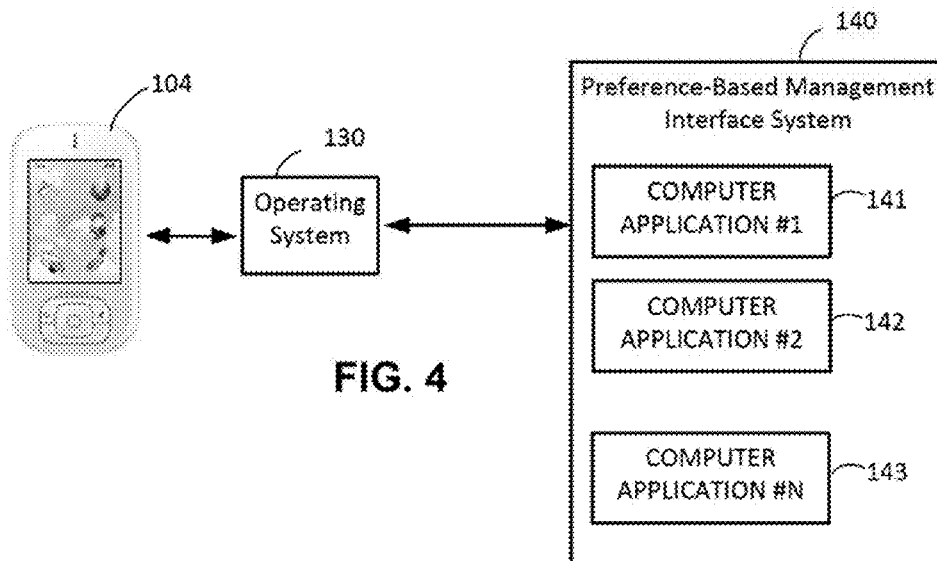 140
Preference-Based Management
Interface System
104
130
Operating
System
COMPUTER
APPLICATION #1
141
COMPUTER
APPLICATION #2
142
FIG. 4
COMPUTER
APPLICATION #N
143